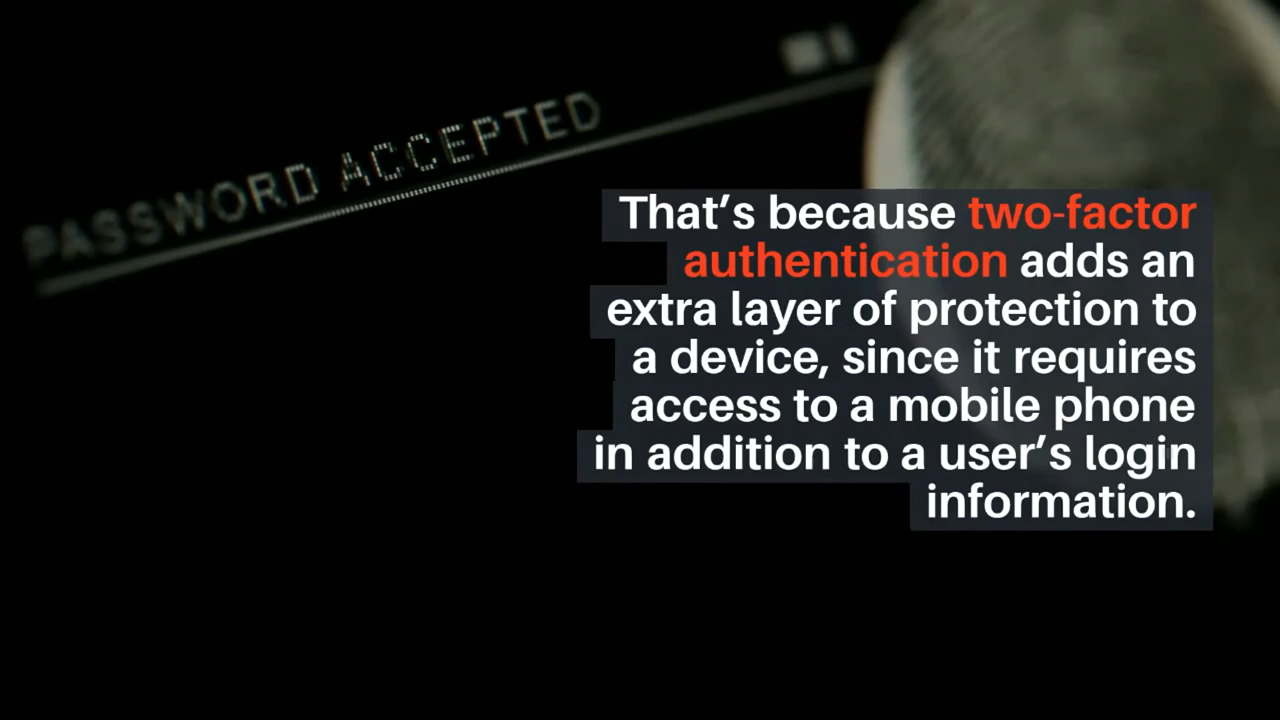 PASSWORD ACCEPTED
That’s because two-factor
authentication adds an
extra layer of protection to
a device, since it requires
access to a mobile phone
in addition to a user’s login
information.